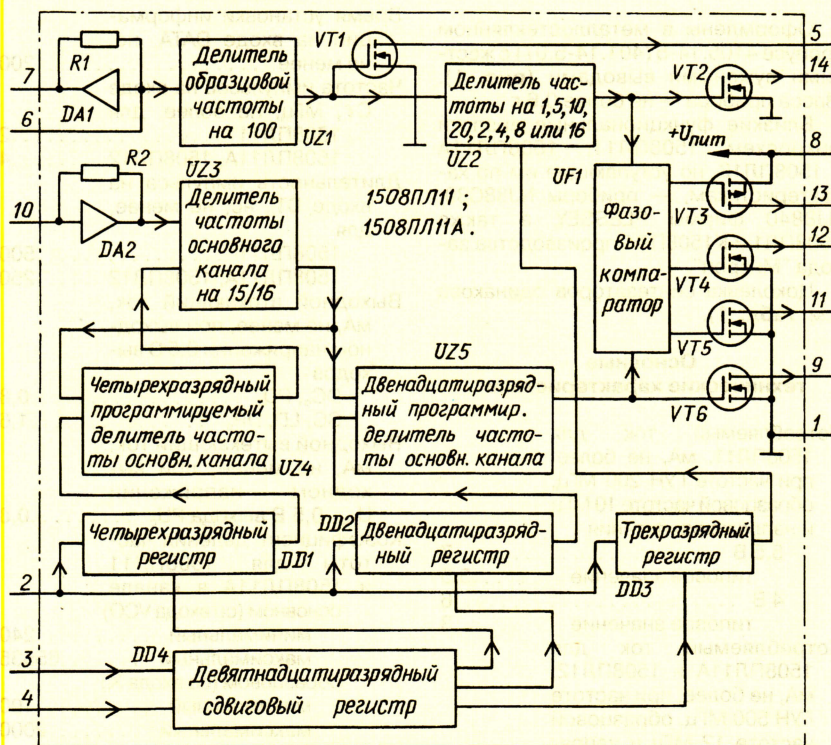 7
6
10
2
3
4
5
14
8
13
12
11
9
1
R1
DA1
R2
DA2
Делитель
образцовой
частоты
на 100
UZ1
VT1
Делитель час-
тоты на 1,5,10,
20,2,4,8 или 16
UZ2
VT2
+Uпит
UZ3
Делитель
частоты
основного
канала
на 15/16
1508ПЛ11;
1508ПЛ11А.
UF1
Фазо-
вый
компа-
ратор
VT3
VT4
VT5
VT6
Четырехразрядный
программируемый
делитель часто-
ты основн. канала
UZ4
UZ5
Двенадцатиразряд-
ный программир.
делитель часто-
ты основн. канала
Четырехразрядный
регистр
DD1
DD2
Двенадцатиразряд-
ный регистр
Трехразрядный
регистр
DD3
DD4
Девятнадцатиразрядный
сдвиговый регистр